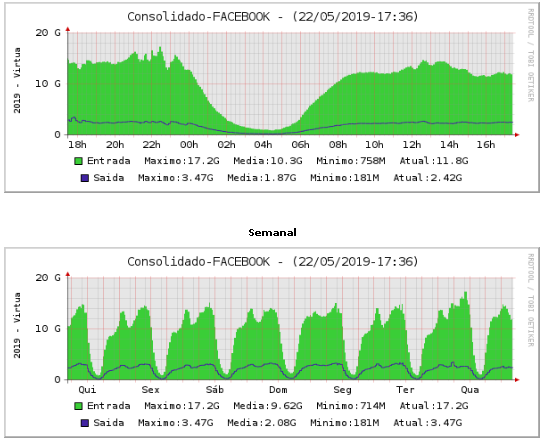 Consolidado-FACEBOOK - (22/05/2019-17:36)
RRDTOOL / TOBI OETIKER
2019 - Virtua
20 G
10 G
0
18h 20h 22h 00h 02h 04h 06h 08h 10h 12h 14h 16h
Entrada Maximo:17.2G Media:10.3G Minimo:758M Atual:11.8G
Saida Maximo:3.47G Media:1.87G Minimo:181M Atual:2.42G
Semanal
Consolidado-FACEBOOK - (22/05/2019-17:36)
RRDTOOL / TOBI OETIKER
2019 - Virtua
20 G
10 G
0
Qui Sex Sáb Dom Seg Ter Qua
Entrada Maximo:17.2G Media:9.62G Minimo:714M Atual:17.2G
Saida Maximo:3.47G Media:2.08G Minimo:181M Atual:3.47G